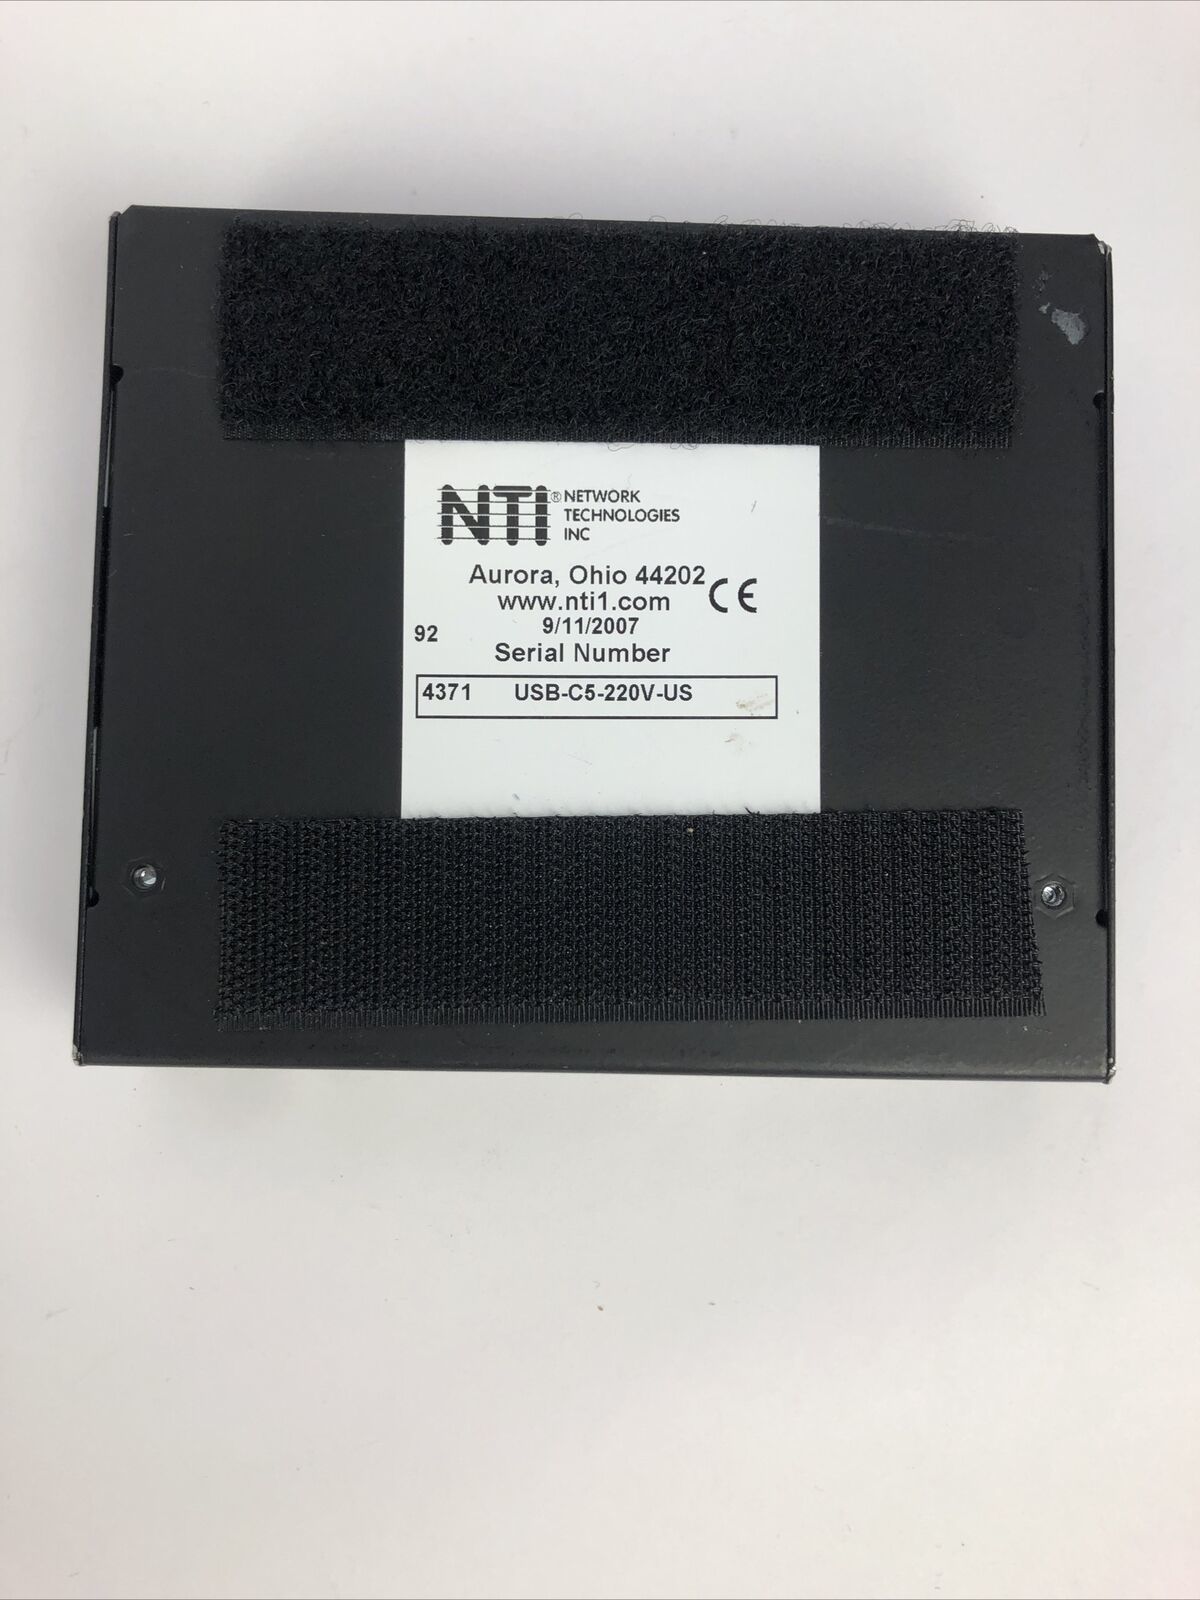 NTI® NETWORK
TECHNOLOGIES
INC
Aurora, Ohio 44202
www.nti1.com CE
9/11/2007
92
Serial Number
4371 USB-C5-220V-US